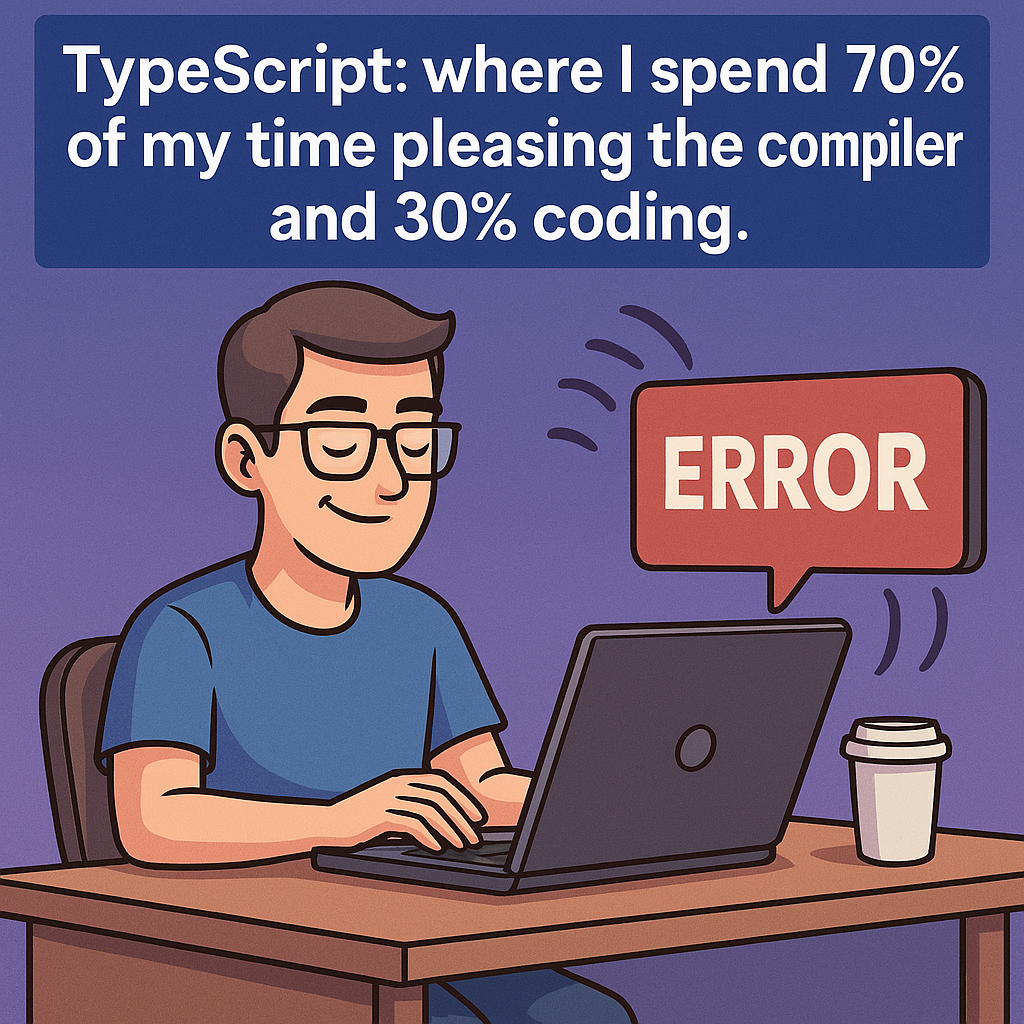 TypeScript: where I spend 70%
of my time pleasing the compiler
and 30% coding.
ERROR